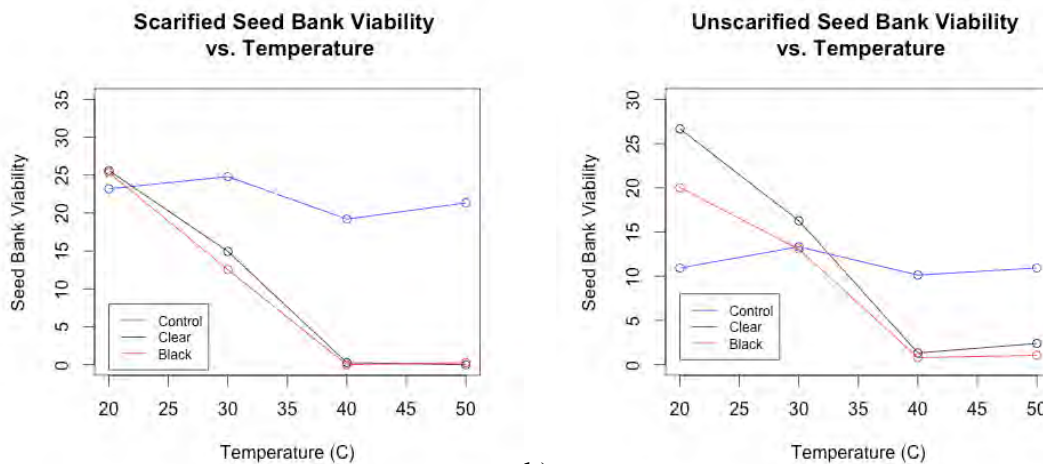 Scarified Seed Bank Viability
vs. Temperature
Seed Bank Viability
35
30
25
20
15
10
5
0
Control
Clear
Black
20 25 30 35 40 45 50
Temperature (C)
Unscarified Seed Bank Viability
vs. Temperature
Seed Bank Viability
30
25
20
15
10
5
0
Control
Clear
Black
20 25 30 35 40 45 50
Temperature (C)